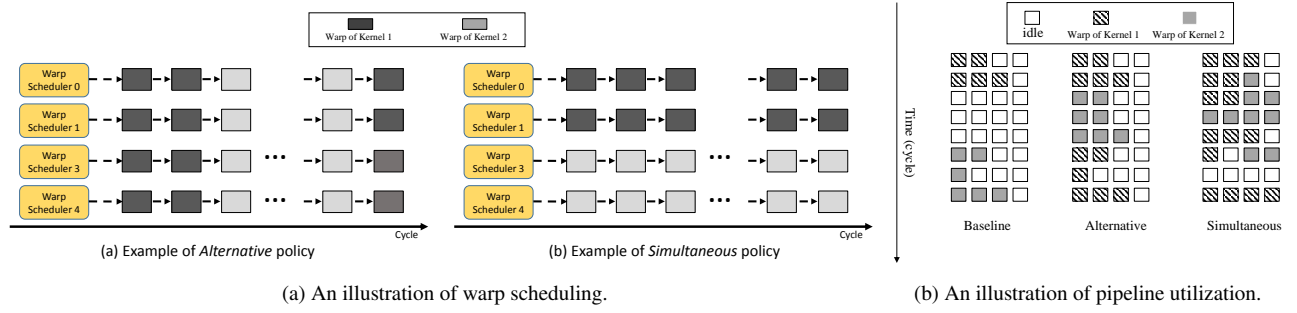 Warp of Kernel 1
Warp of Kernel 2
Warp
Scheduler 0
Warp
Scheduler 1
Warp
Scheduler 3
Warp
Scheduler 4
...
Cycle
(a) Example of Alternative policy
Warp
Scheduler 0
Warp
Scheduler 1
Warp
Scheduler 3
Warp
Scheduler 4
...
Cycle
(b) Example of Simultaneous policy
(a) An illustration of warp scheduling.
idle
Warp of Kernel 1
Warp of Kernel 2
Time (cycle)
Baseline
Alternative
Simultaneous
(b) An illustration of pipeline utilization.